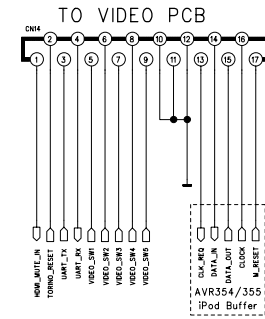 TO VIDEO PCB
CN14
2 4 6 8 10 12 14 16
1 3 5 7 9 11 13 15 17
HDMI_MUTE_IN
TORINO_RESET
UART_TX
UART_RX
VIDEO_SW1
VIDEO_SW2
VIDEO_SW3
VIDEO_SW4
VIDEO_SW5
CLK_REQ
DATA_IN
DATA_OUT
CLOCK
M_RESET
AVR354/355
iPod Buffer